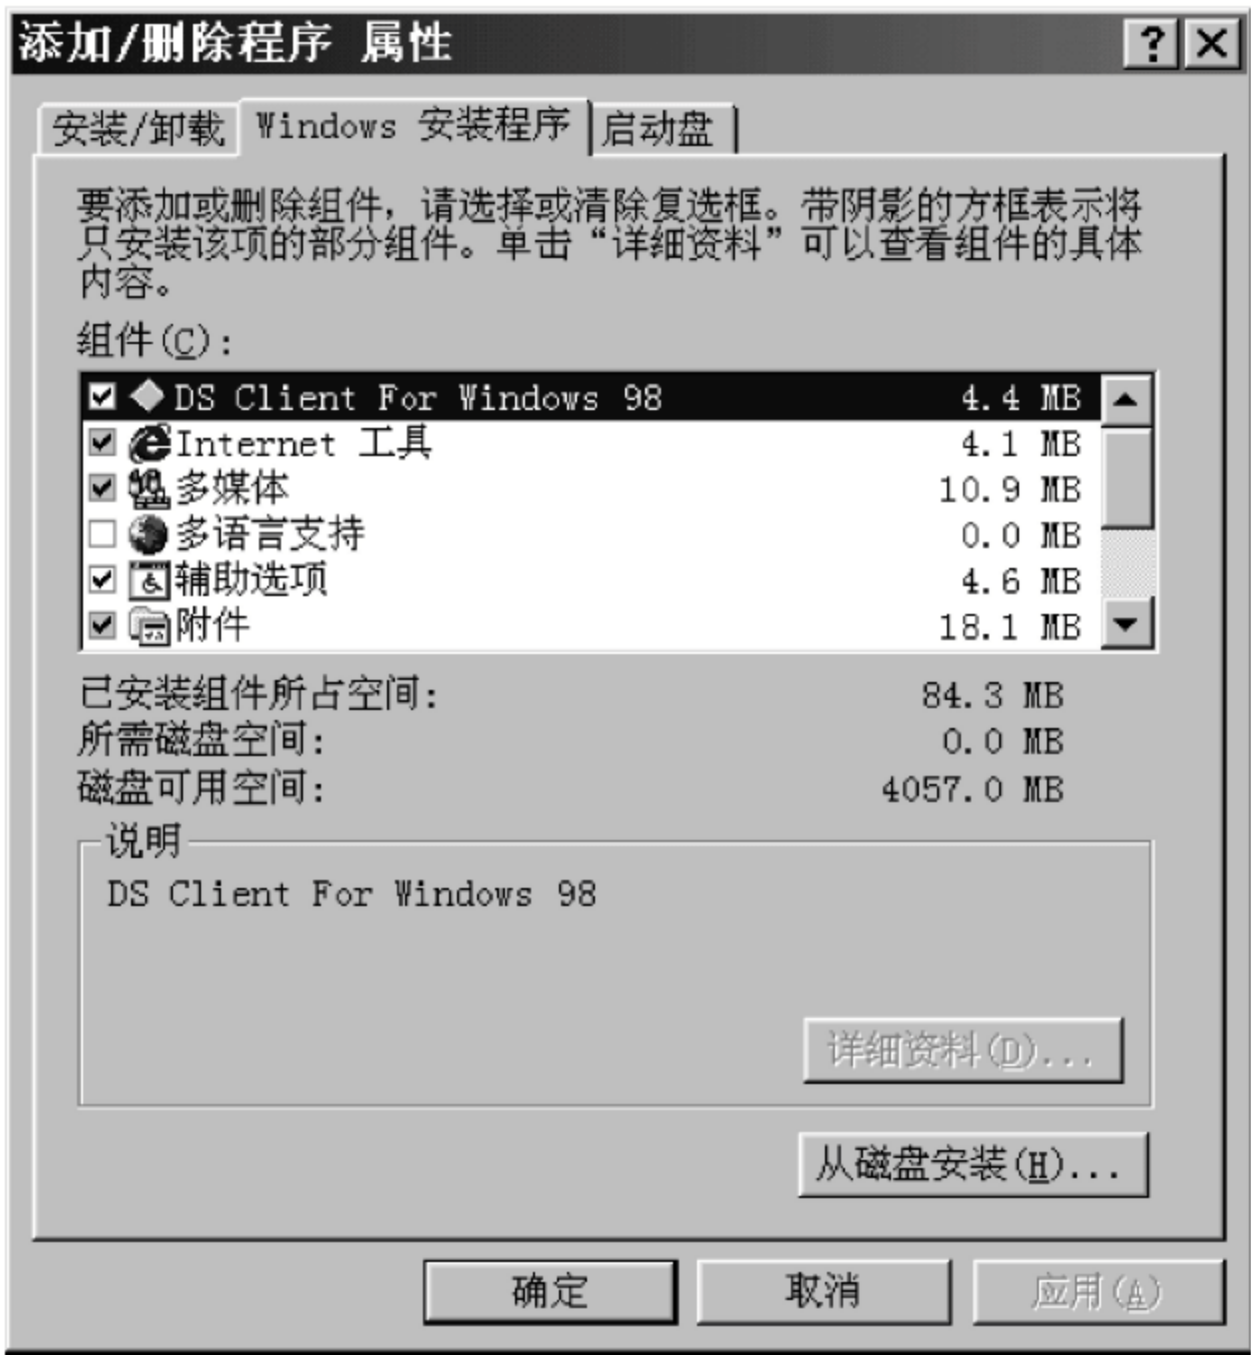 添加/删除程序 属性
安装/卸载 Windows 安装程序 启动盘
要添加或删除组件，请选择或清除复选框。带阴影的方框表示将
只安装该项的部分组件。单击“详细资料”可以查看组件的具体
内容。
组件(C):
DS Client For Windows 98 4.4 MB
Internet 工具 4.1 MB
多媒体 10.9 MB
多语言支持 0.0 MB
辅助选项 4.6 MB
附件 18.1 MB
已安装组件所占空间: 84.3 MB
所需磁盘空间: 0.0 MB
磁盘可用空间: 4057.0 MB
说明
DS Client For Windows 98
详细资料(D)...
从磁盘安装(H)...
确定 取消 应用(A)